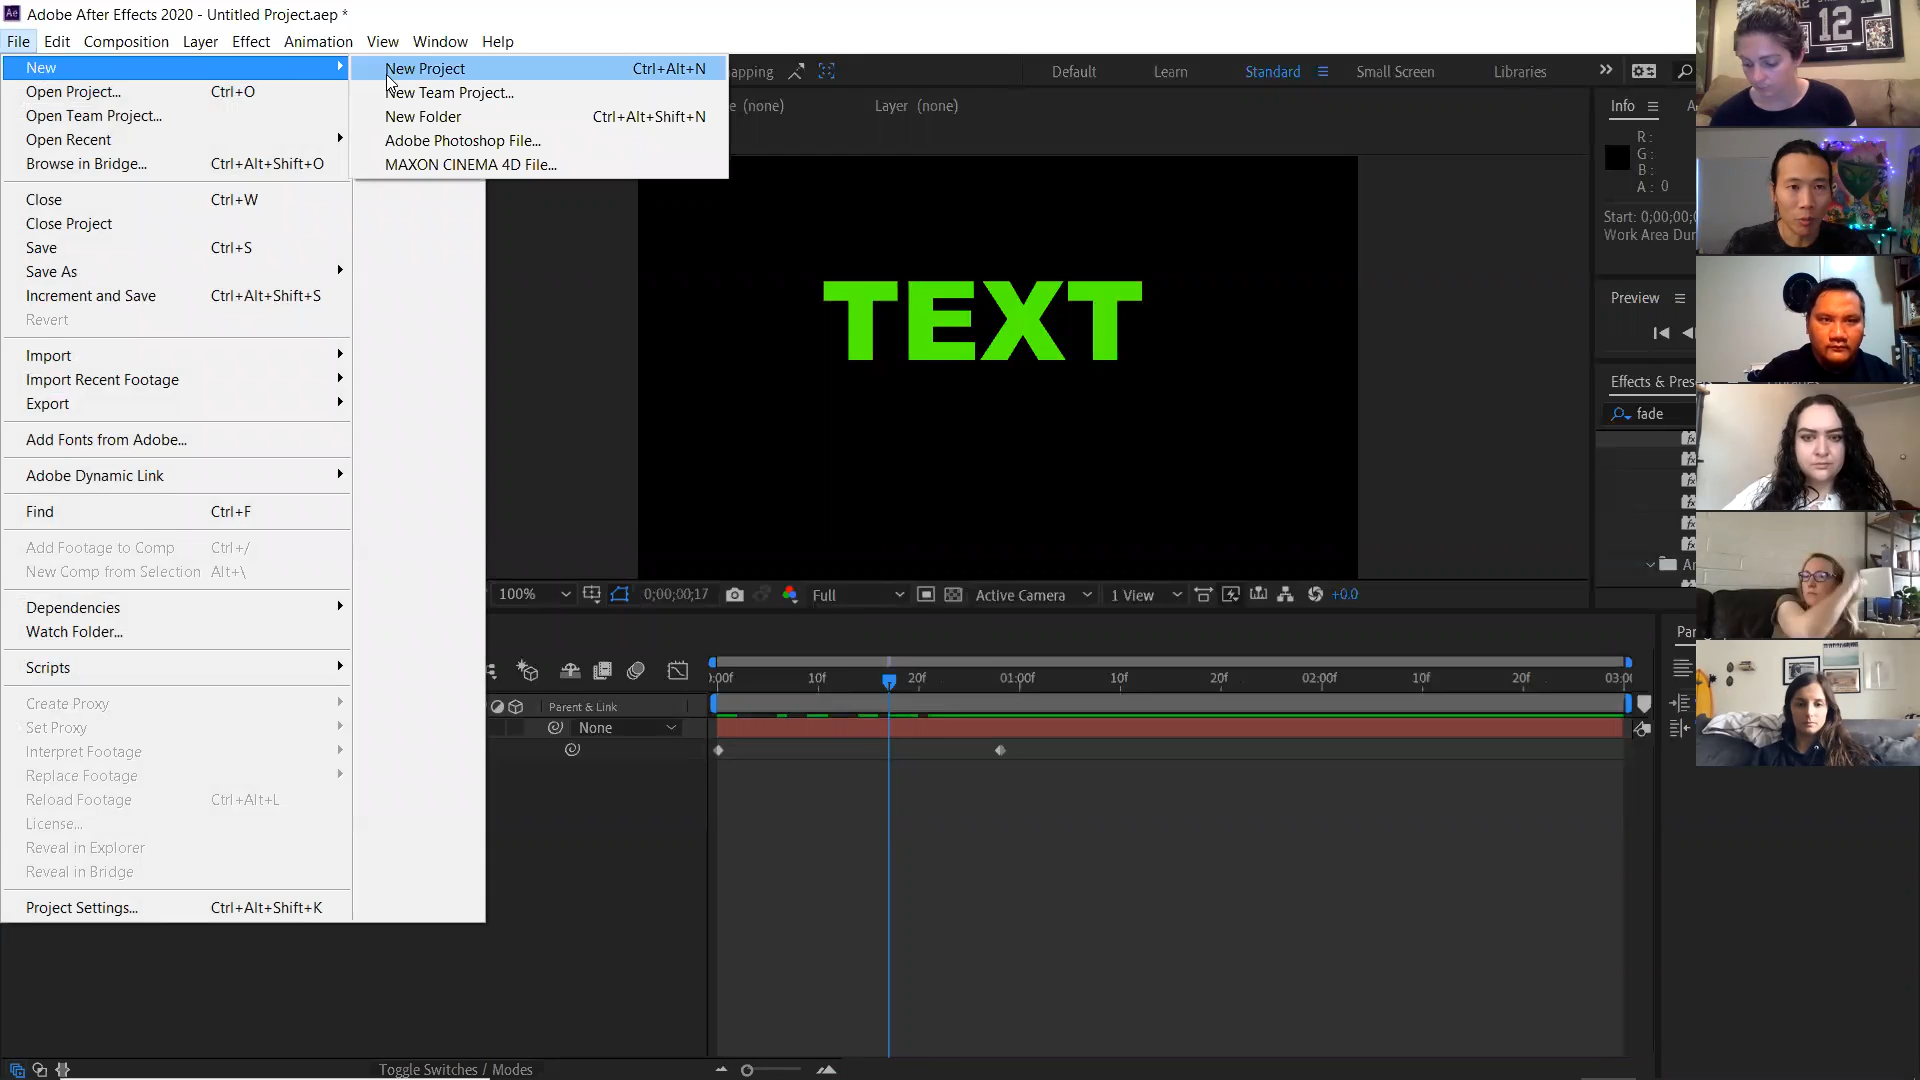 Adobe After Effects 2020 - Untitled Project.aep *
File Edit Composition Layer Effect Animation View Window Help
New
Open Project... Ctrl+O
Open Team Project...
Open Recent
Browse in Bridge... Ctrl+Alt+Shift+O
Close Ctrl+W
Close Project
Save Ctrl+S
Save As
Increment and Save Ctrl+Alt+Shift+S
Revert
Import
Import Recent Footage
Export
Add Fonts from Adobe...
Adobe Dynamic Link
Find Ctrl+F
Add Footage to Comp Ctrl+/
New Comp from Selection Alt+\
Dependencies
Watch Folder...
Scripts
Create Proxy
Set Proxy
Interpret Footage
Replace Footage
Reload Footage Ctrl+Alt+L
License...
Reveal in Explorer
Reveal in Bridge
Project Settings... Ctrl+Alt+Shift+K
New Project Ctrl+Alt+N
New Team Project...
New Folder Ctrl+Alt+Shift+N
Adobe Photoshop File...
MAXON CINEMA 4D File...
Default Learn Standard Small Screen Libraries
(none) Layer (none)
TEXT
100% 0;00;00;17 Full Active Camera 1 View +0.0
Info
R:
G:
B:
A: 0
Start: 0;00;00;
Work Area Dur
Preview
Effects & Pres
fade
12
:00f 10f 20f 01:00f 10f 20f 02:00f 10f 20f 03:00
Parent & Link
None
Toggle Switches / Modes